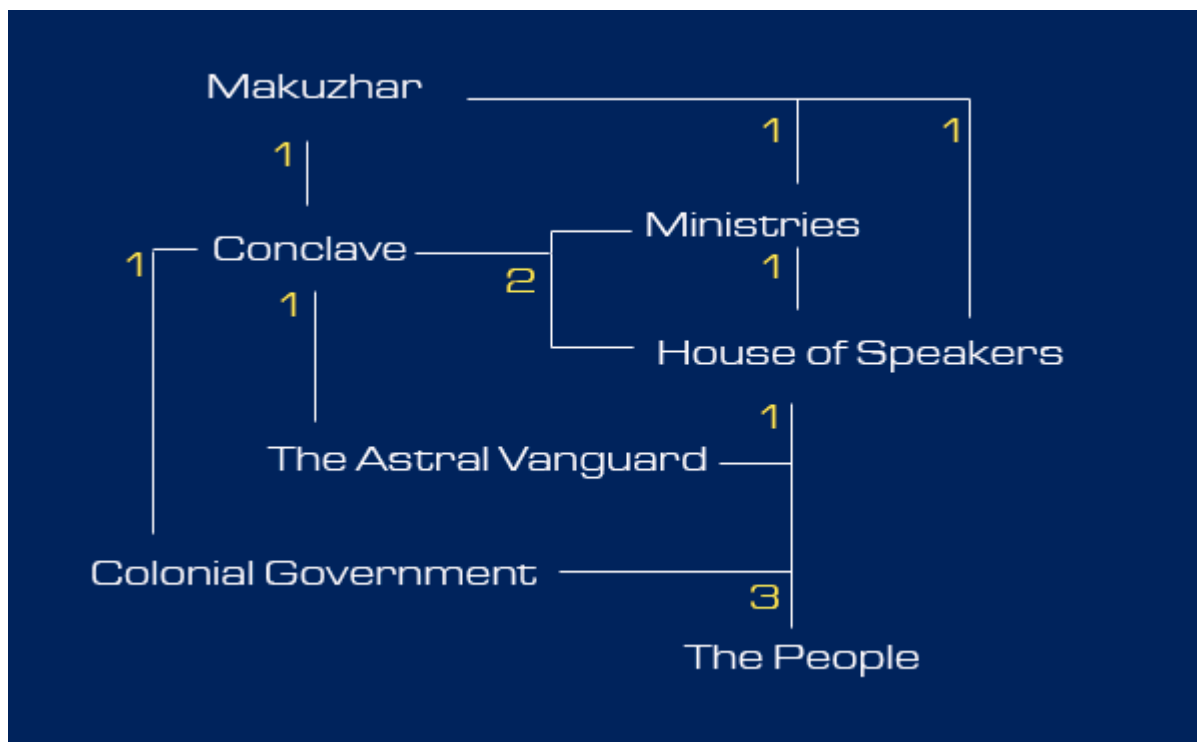 Makuzhar
1 1 1
Ministries
1 Conclave 1
2
1
House of Speakers
1
The Astral Vanguard
Colonial Government
3
The People